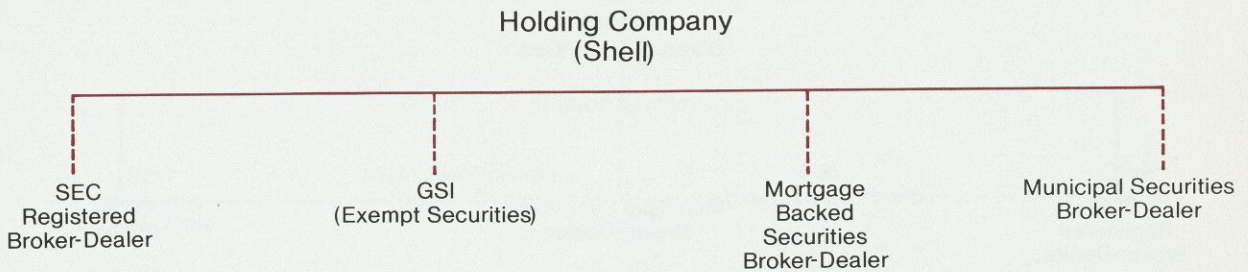 Holding Company
(Shell)
SEC
Registered
Broker-Dealer
GSI
(Exempt Securities)
Mortgage
Backed
Securities
Broker-Dealer
Municipal Securities
Broker-Dealer